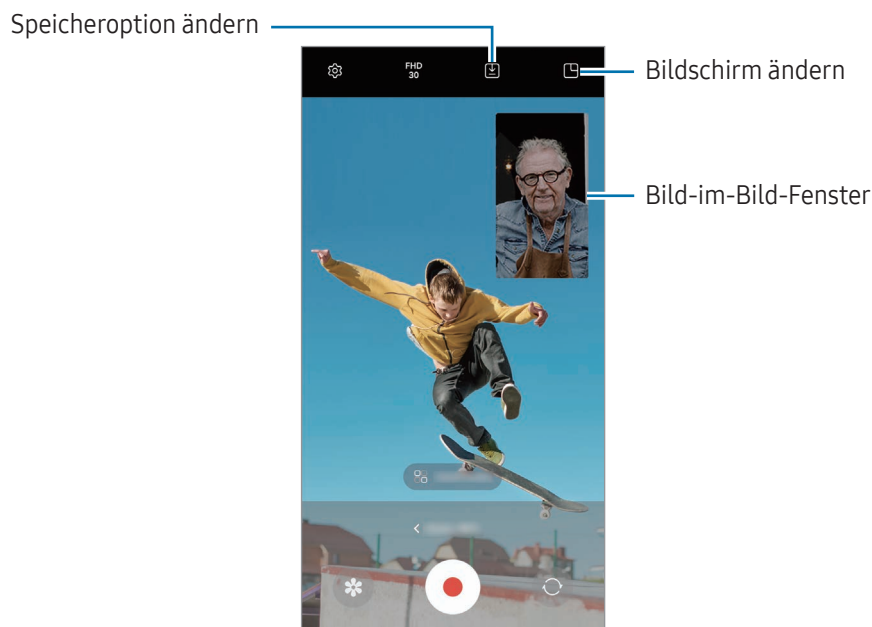 Speicheroption ändern
FHD
30
Bildschirm ändern
Bild-im-Bild-Fenster